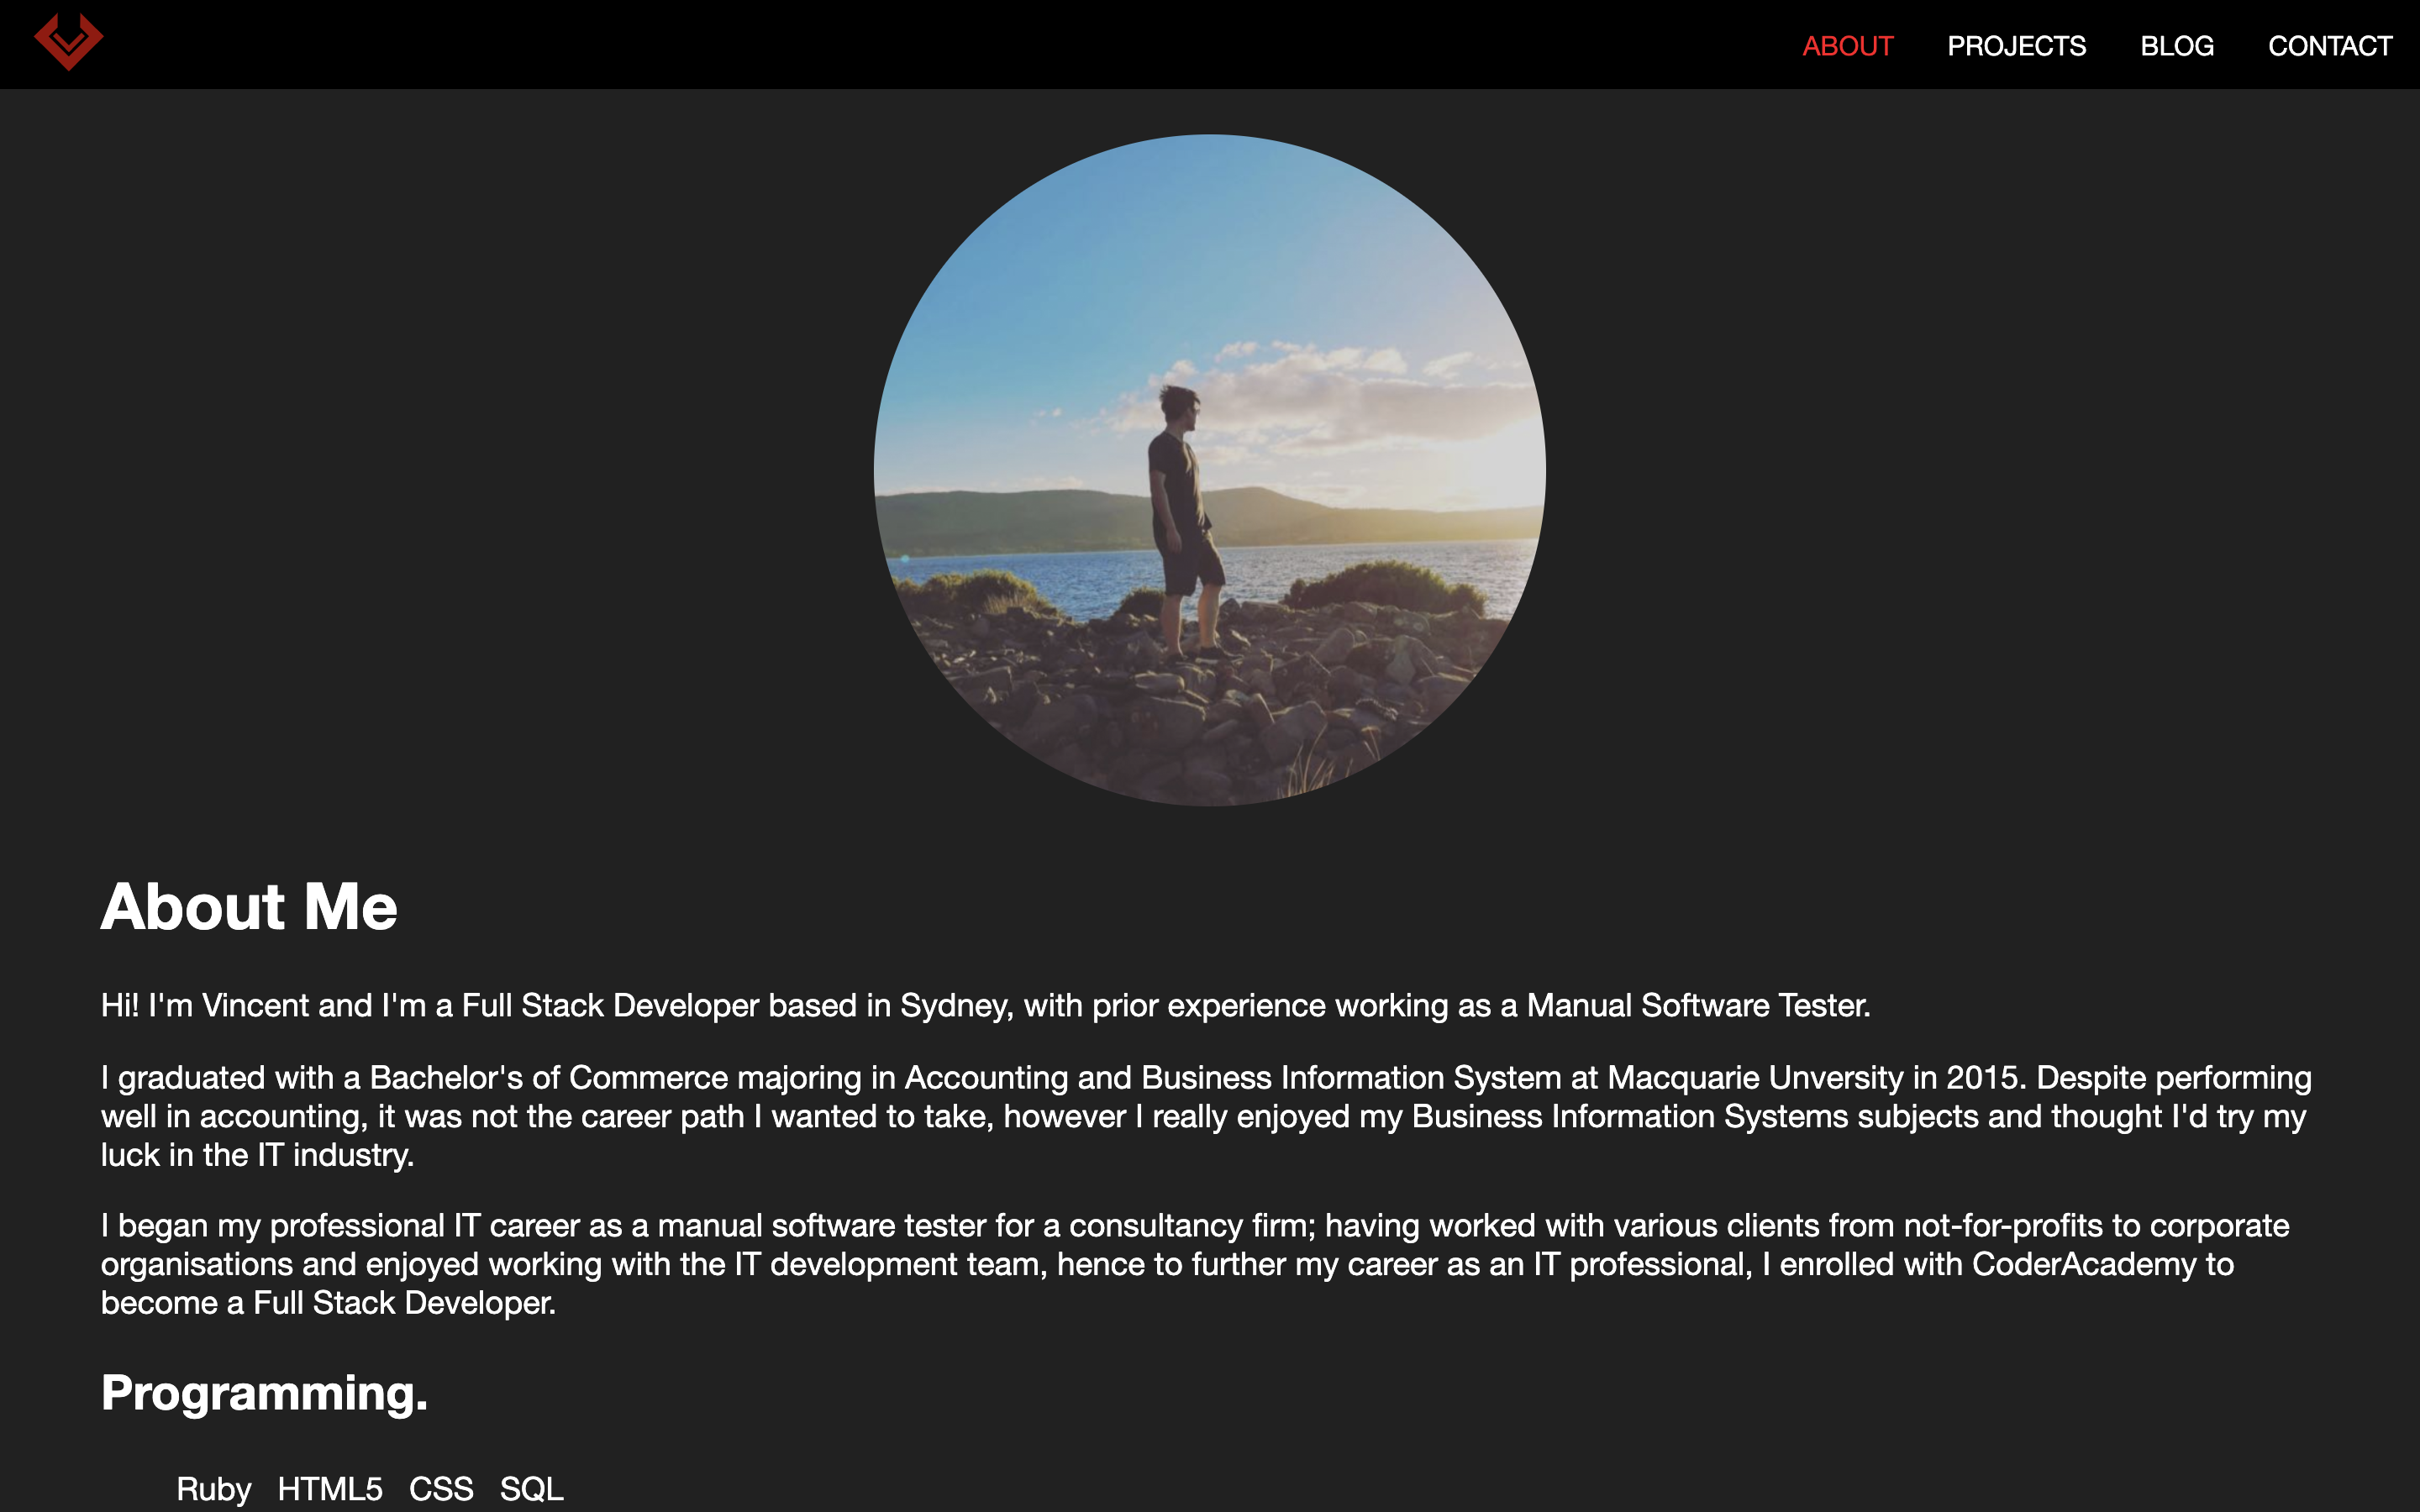 ABOUT PROJECTS BLOG CONTACT
About Me
Hi! I'm Vincent and I'm a Full Stack Developer based in Sydney, with prior experience working as a Manual Software Tester.
I graduated with a Bachelor's of Commerce majoring in Accounting and Business Information System at Macquarie Unversity in 2015. Despite performing
well in accounting, it was not the career path I wanted to take, however I really enjoyed my Business Information Systems subjects and thought I'd try my
luck in the IT industry.
I began my professional IT career as a manual software tester for a consultancy firm; having worked with various clients from not-for-profits to corporate
organisations and enjoyed working with the IT development team, hence to further my career as an IT professional, I enrolled with CoderAcademy to
become a Full Stack Developer.
Programming.
Ruby HTML5 CSS SQL